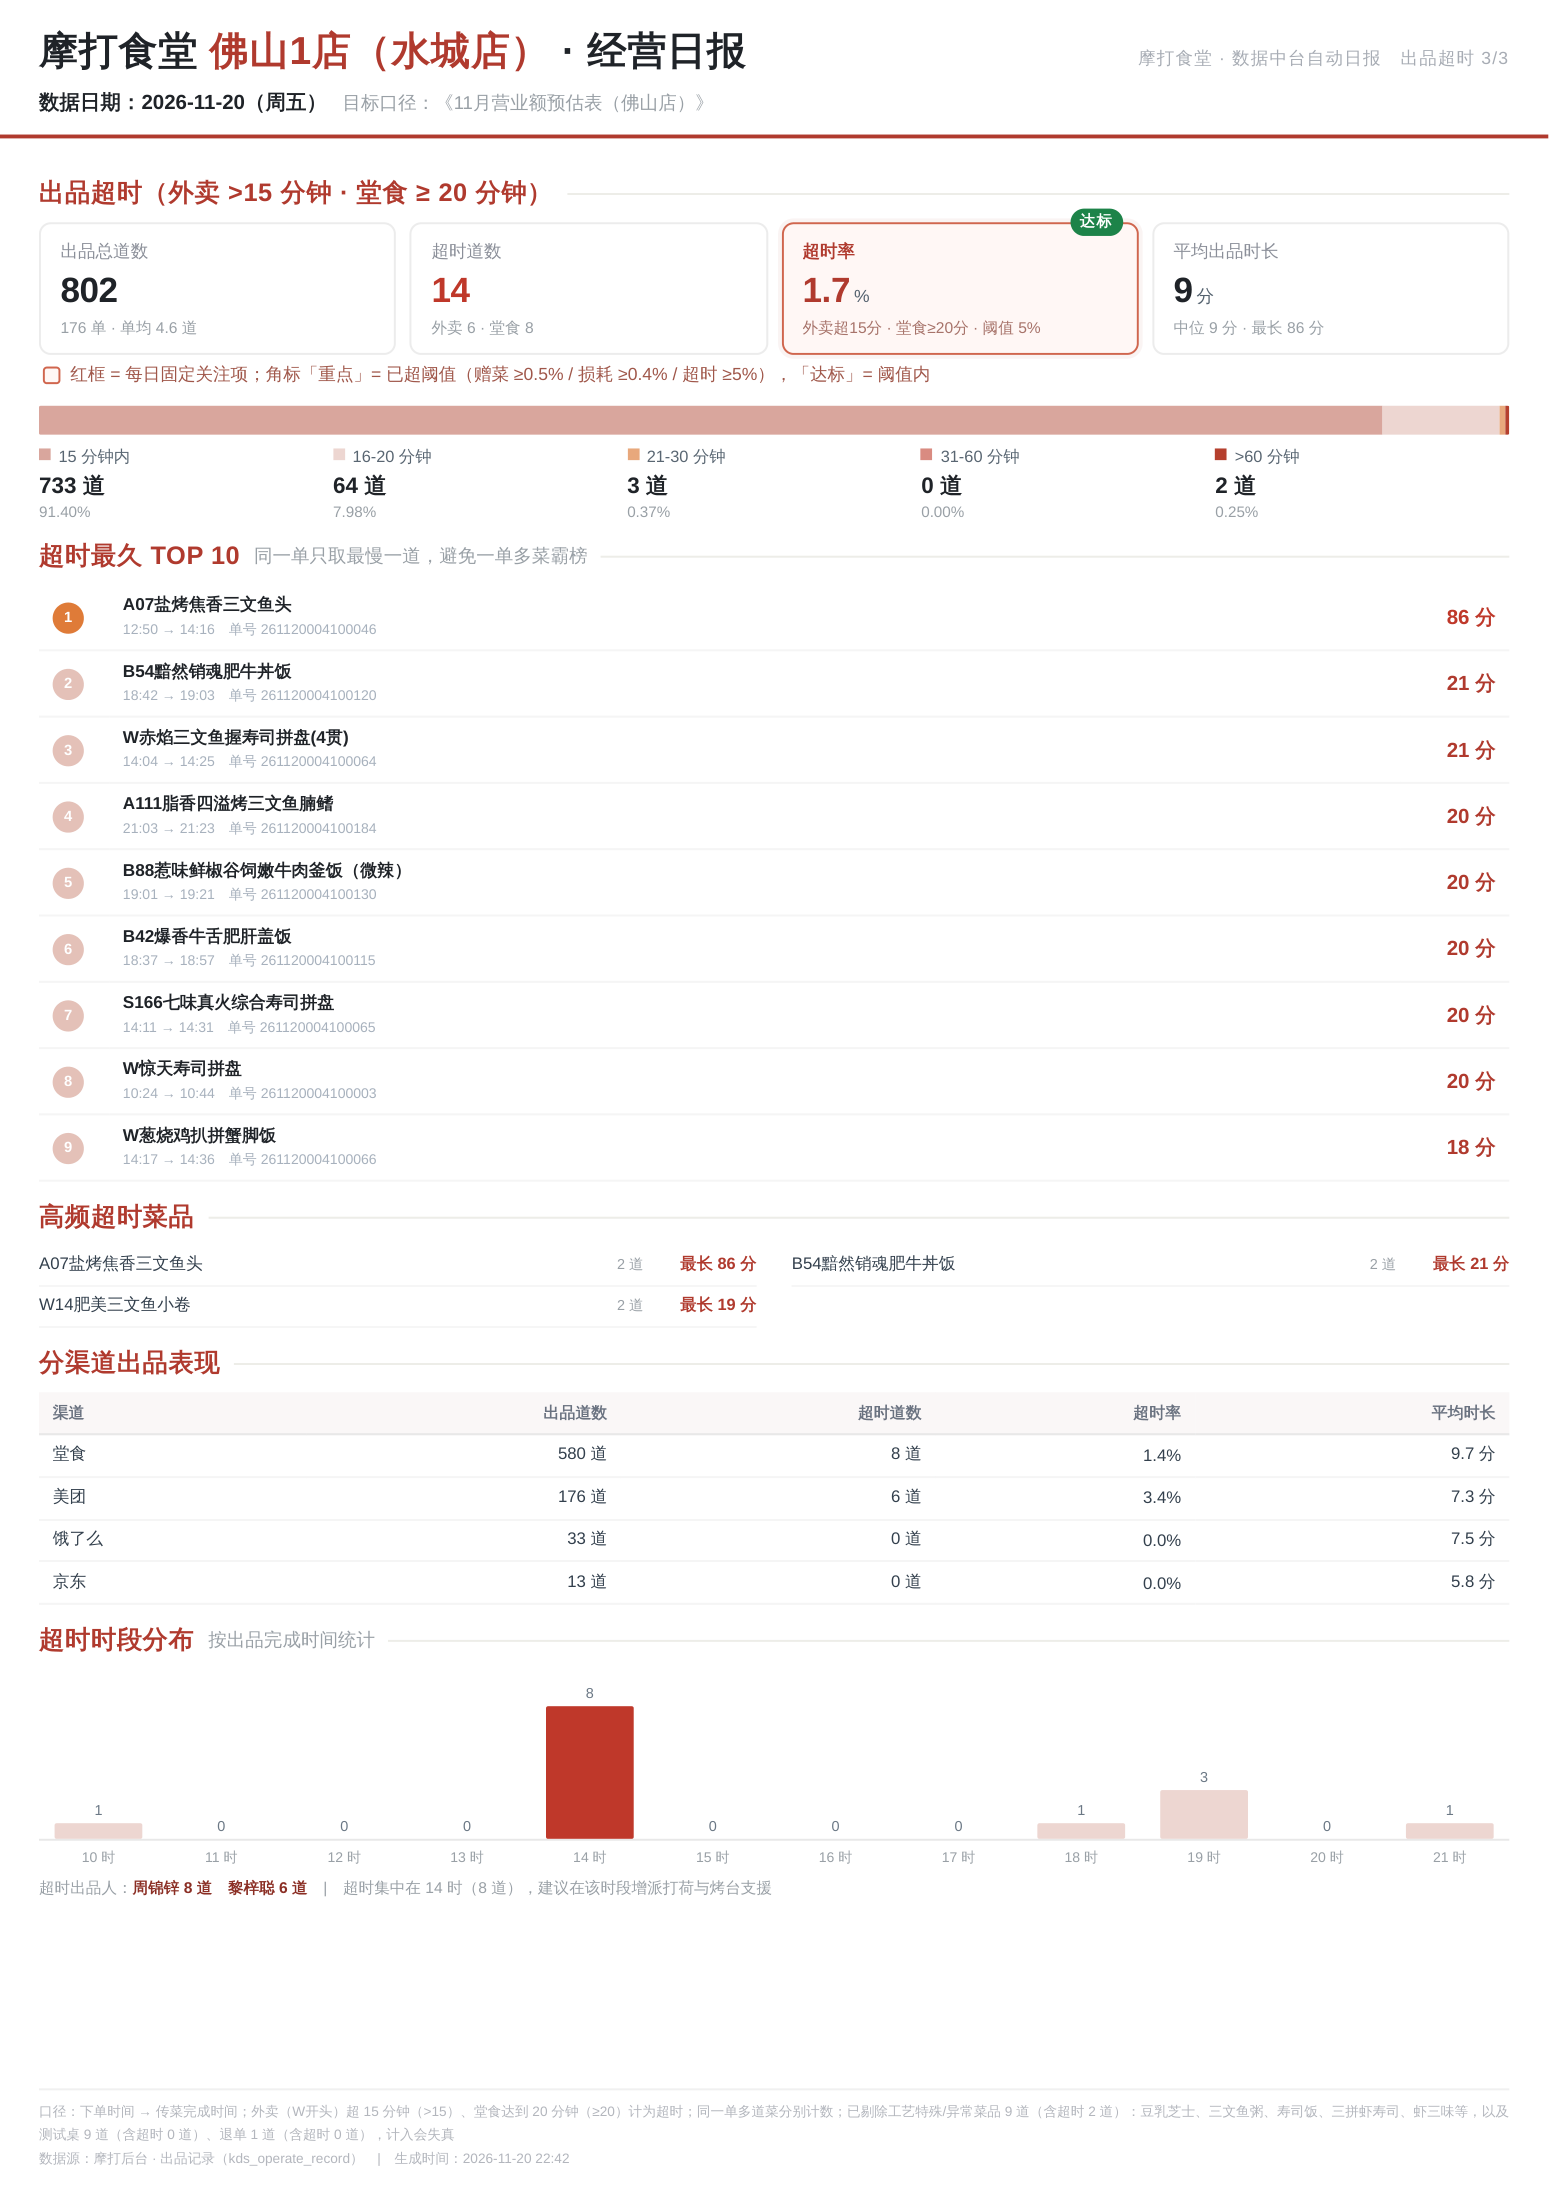 摩打食堂 佛山1店（水城店） · 经营日报
摩打食堂 · 数据中台自动日报 出品超时 3/3
数据日期：2026-11-20（周五） 目标口径：《11月营业额预估表（佛山店）》
出品超时（外卖 >15 分钟 · 堂食 ≥ 20 分钟）
出品总道数
802
176 单 · 单均 4.6 道
超时道数
14
外卖 6 · 堂食 8
达标
超时率
1.7 %
外卖超15分 · 堂食≥20分 · 阈值 5%
平均出品时长
9 分
中位 9 分 · 最长 86 分
红框 = 每日固定关注项；角标「重点」= 已超阈值（赠菜 ≥0.5% / 损耗 ≥0.4% / 超时 ≥5%），「达标」= 阈值内
15 分钟内
733 道
91.40%
16-20 分钟
64 道
7.98%
21-30 分钟
3 道
0.37%
31-60 分钟
0 道
0.00%
>60 分钟
2 道
0.25%
超时最久 TOP 10 同一单只取最慢一道，避免一单多菜霸榜
1
A07盐烤焦香三文鱼头
12:50 → 14:16 单号 261120004100046
86 分
2
B54黯然销魂肥牛丼饭
18:42 → 19:03 单号 261120004100120
21 分
3
W赤焰三文鱼握寿司拼盘(4贯)
14:04 → 14:25 单号 261120004100064
21 分
4
A111脂香四溢烤三文鱼腩鳍
21:03 → 21:23 单号 261120004100184
20 分
5
B88惹味鲜椒谷饲嫩牛肉釜饭（微辣）
19:01 → 19:21 单号 261120004100130
20 分
6
B42爆香牛舌肥肝盖饭
18:37 → 18:57 单号 261120004100115
20 分
7
S166七味真火综合寿司拼盘
14:11 → 14:31 单号 261120004100065
20 分
8
W惊天寿司拼盘
10:24 → 10:44 单号 261120004100003
20 分
9
W葱烧鸡扒拼蟹脚饭
14:17 → 14:36 单号 261120004100066
18 分
高频超时菜品
A07盐烤焦香三文鱼头 2 道 最长 86 分
B54黯然销魂肥牛丼饭 2 道 最长 21 分
W14肥美三文鱼小卷 2 道 最长 19 分
分渠道出品表现
渠道 出品道数 超时道数 超时率 平均时长
堂食 580 道 8 道 1.4% 9.7 分
美团 176 道 6 道 3.4% 7.3 分
饿了么 33 道 0 道 0.0% 7.5 分
京东 13 道 0 道 0.0% 5.8 分
超时时段分布 按出品完成时间统计
1 0 0 0 8 0 0 0 1 3 0 1
10 时 11 时 12 时 13 时 14 时 15 时 16 时 17 时 18 时 19 时 20 时 21 时
超时出品人：周锦锌 8 道 黎梓聪 6 道 | 超时集中在 14 时（8 道），建议在该时段增派打荷与烤台支援
口径：下单时间 → 传菜完成时间；外卖（W开头）超 15 分钟（>15）、堂食达到 20 分钟（≥20）计为超时；同一单多道菜分别计数；已剔除工艺特殊/异常菜品 9 道（含超时 2 道）：豆乳芝士、三文鱼粥、寿司饭、三拼虾寿司、虾三味等，以及
测试桌 9 道（含超时 0 道）、退单 1 道（含超时 0 道），计入会失真
数据源：摩打后台 · 出品记录（kds_operate_record） | 生成时间：2026-11-20 22:42